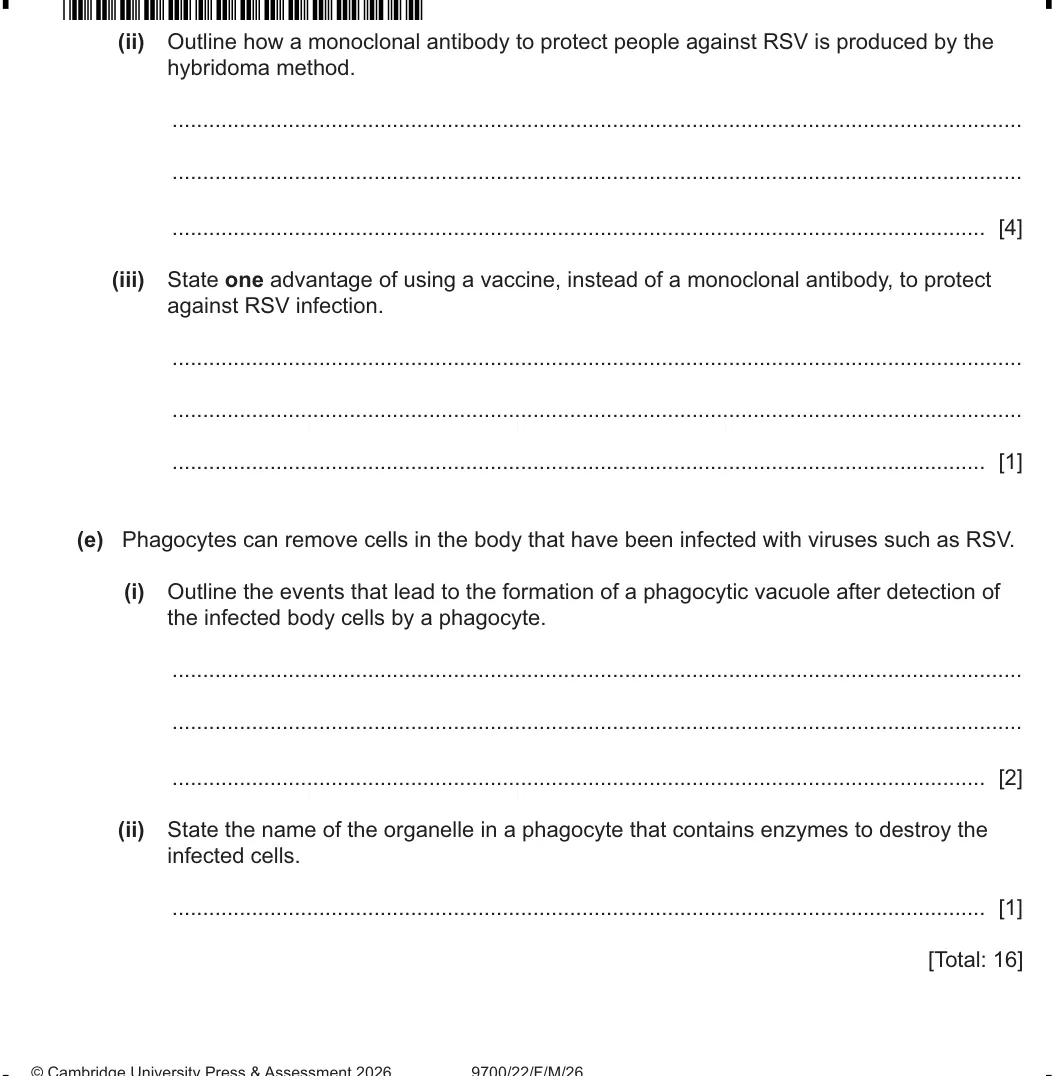 (ii) Outline how a monoclonal antibody to protect people against RSV is produced by the
hybridoma method.
................................................................................
................................................................................
................................................................................ [4]
(iii) State one advantage of using a vaccine, instead of a monoclonal antibody, to protect
against RSV infection.
................................................................................
................................................................................
................................................................................ [1]
(e) Phagocytes can remove cells in the body that have been infected with viruses such as RSV.
(i) Outline the events that lead to the formation of a phagocytic vacuole after detection of
the infected body cells by a phagocyte.
................................................................................
................................................................................
................................................................................ [2]
(ii) State the name of the organelle in a phagocyte that contains enzymes to destroy the
infected cells.
................................................................................ [1]
[Total: 16]
© Cambridge University Press & Assessment 2026 9700/22/F/M/26